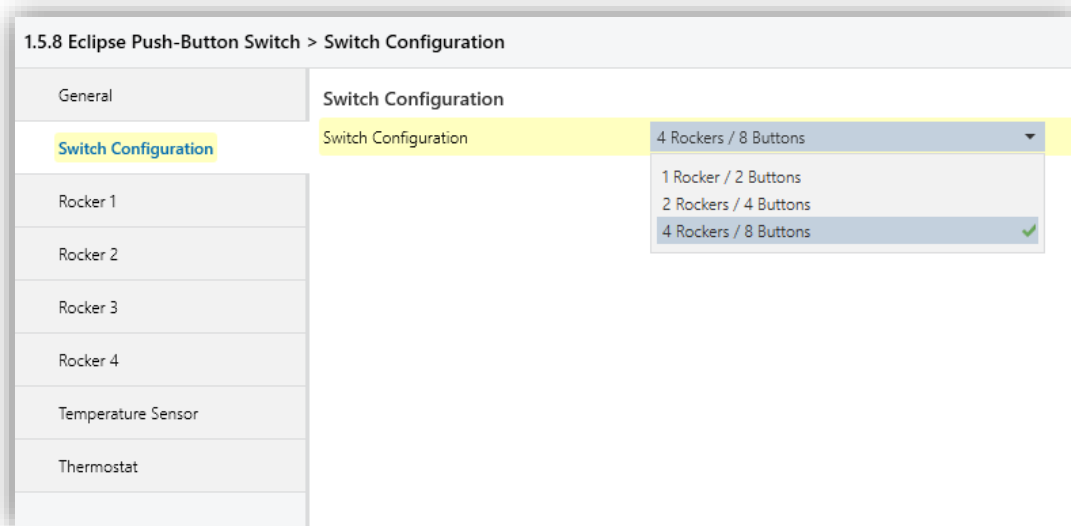 1.5.8 Eclipse Push-Button Switch > Switch Configuration
General
Switch Configuration
Rocker 1
Rocker 2
Rocker 3
Rocker 4
Temperature Sensor
Thermostat
Switch Configuration
Switch Configuration
4 Rockers / 8 Buttons
1 Rocker / 2 Buttons
2 Rockers / 4 Buttons
4 Rockers / 8 Buttons